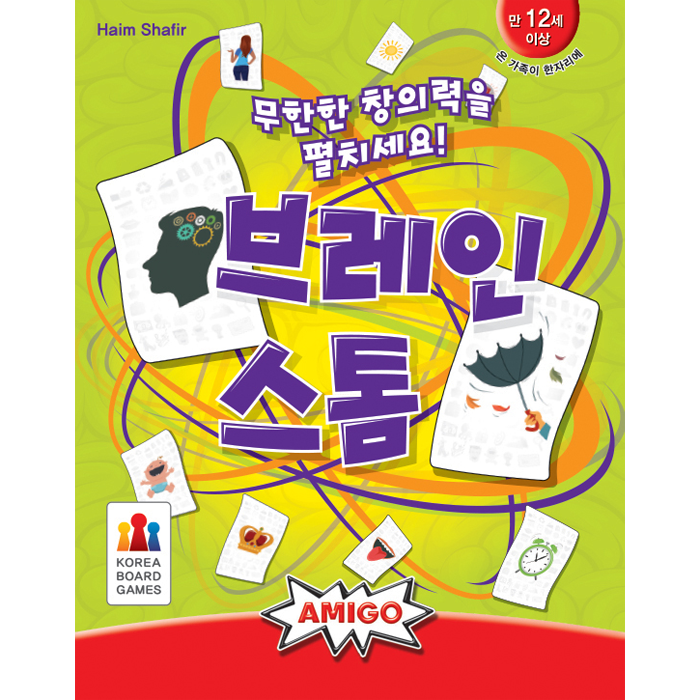 Haim Shafir
만 12세
이상
온 가족이 한자리에
무한한 창의력을
펼치세요!
브레인
스톰
KOREA
BOARD
GAMES
AMIGO